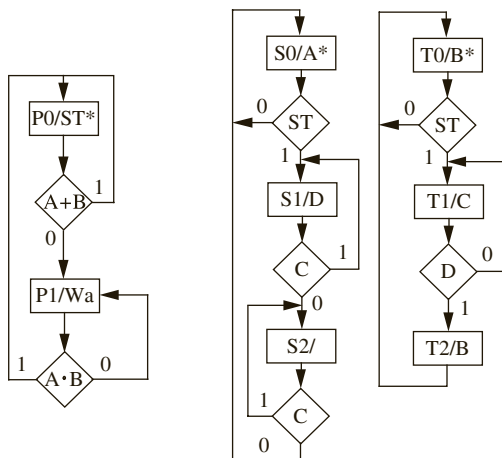 P0/ST*
A+B
1
0
P1/Wa
A·B
1
0
S0/A*
0
ST
1
S1/D
C
1
0
S2/
1
C
0
T0/B*
0
ST
1
T1/C
D
0
1
T2/B